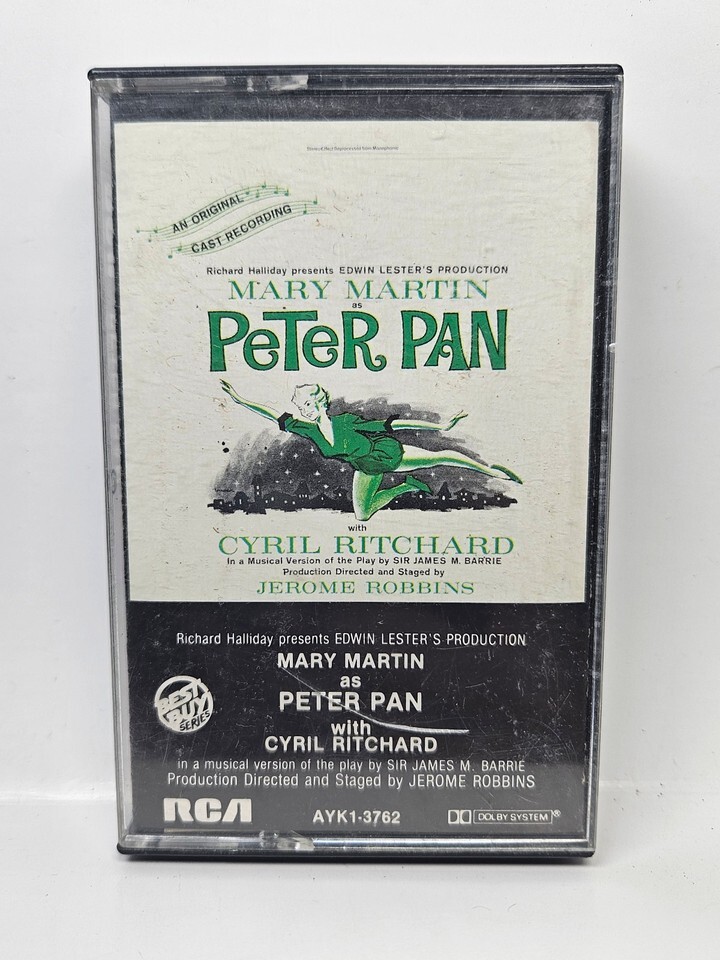 AN ORIGINAL
CAST RECORDING
Richard Halliday presents EDWIN LESTER'S PRODUCTION
MARY MARTIN
as
PETER PAN
with
CYRIL RITCHARD
In a Musical Version of the Play by SIR JAMES M. BARRIE
Production Directed and Staged by
JEROME ROBBINS
Richard Halliday presents EDWIN LESTER'S PRODUCTION
MARY MARTIN
as
PETER PAN
with
CYRIL RITCHARD
BEST
BUY
SERIES
in a musical version of the play by SIR JAMES M. BARRIE
Production Directed and Staged by JEROME ROBBINS
RCA
AYK1-3762
DOLBY SYSTEM®